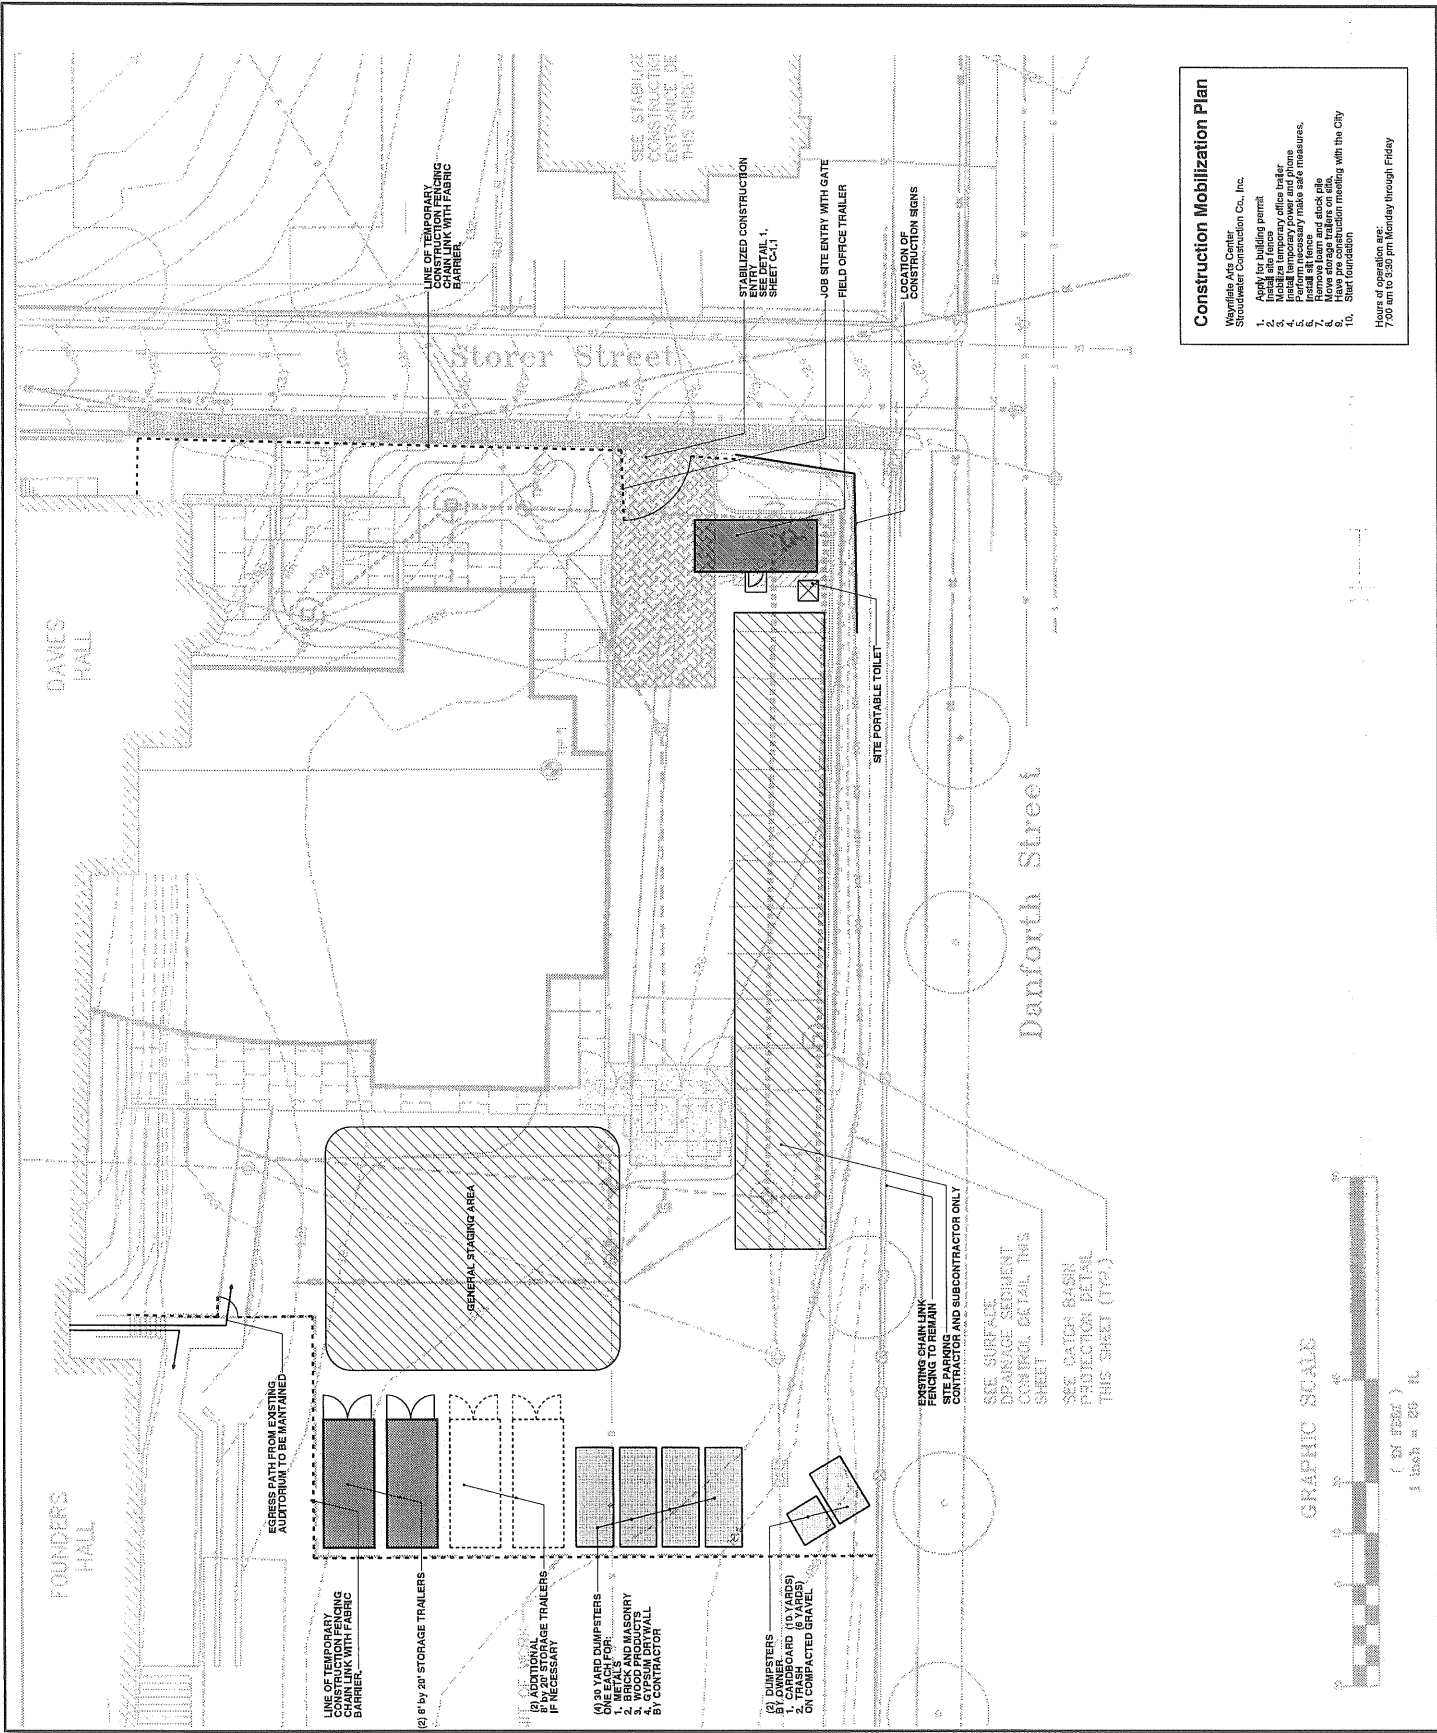 Construction Mobilization Plan
Waynflete Arts Center
Stroudwater Construction Co., Inc.
1. Apply for building permit
2. Install site fence
3. Mobilize temporary office trailer
4. Install temporary power and phone
5. Perform necessary make safe measures.
6. Install silt fence
7. Remove loam and stock pile
8. Move storage trailers on site.
9. Have pre construction meeting with the City
10. Start foundation
Hours of operation are:
7:00 am to 3:30 pm Monday through Friday
SEE STABILIZE
CONSTRUCTION
ENTRANCE DE
THIS SHEET
LINE OF TEMPORARY
CONSTRUCTION FENCING
CHAIN LINK WITH FABRIC
BARRIER.
STABILIZED CONSTRUCTION
ENTRY
SEE DETAIL 1,
SHEET C-1.1
JOB SITE ENTRY WITH GATE
FIELD OFFICE TRAILER
LOCATION OF
CONSTRUCTION SIGNS
Storer Street
DAVIES
HALL
SITE PORTABLE TOILET
Danforth Street
GENERAL STAGING AREA
EXISTING CHAIN LINK
FENCING TO REMAIN
SITE PARKING
CONTRACTOR AND SUBCONTRACTOR ONLY
SEE SURFACE
DRAINAGE SEDIMENT
CONTROL DETAIL THIS
SHEET
SEE CATCH BASIN
PROTECTION DETAIL
THIS SHEET (TYP.)
EGRESS PATH FROM EXISTING
AUDITORIUM TO BE MANTAINED
FOUNDERS
HALL
LINE OF TEMPORARY
CONSTRUCTION FENCING
CHAIN LINK WITH FABRIC
BARRIER.
(2) 8' by 20' STORAGE TRAILERS
(2) ADDITIONAL
8' by 20' STORAGE TRAILERS
IF NECESSARY
(4) 30 YARD DUMPSTERS
ONE EACH FOR:
1. METALS
2. BRICK AND MASONRY
3. WOOD PRODUCTS
4. GYPSUM DRYWALL
BY CONTRACTOR
(2) DUMPSTERS
BY OWNER
1. CARDBOARD (10 YARDS)
2. TRASH (6 YARDS)
ON COMPACTED GRAVEL
GRAPHIC SCALE
( IN FEET )
1 inch = 20 ft.